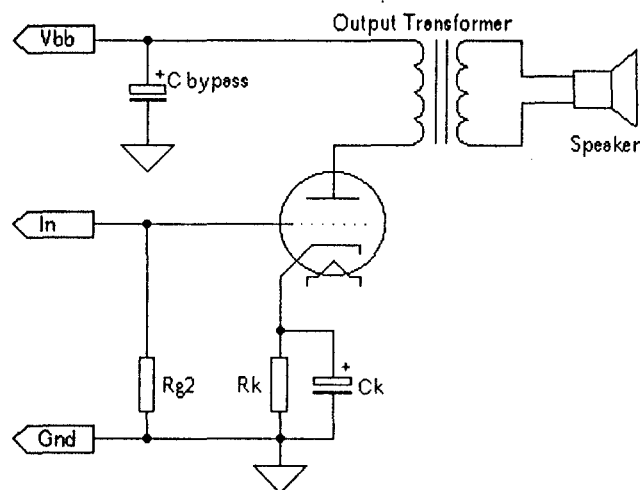 Output Transformer
Vbb
+
C bypass
Speaker
In
+
Rg2
Rk
Ck
Gnd